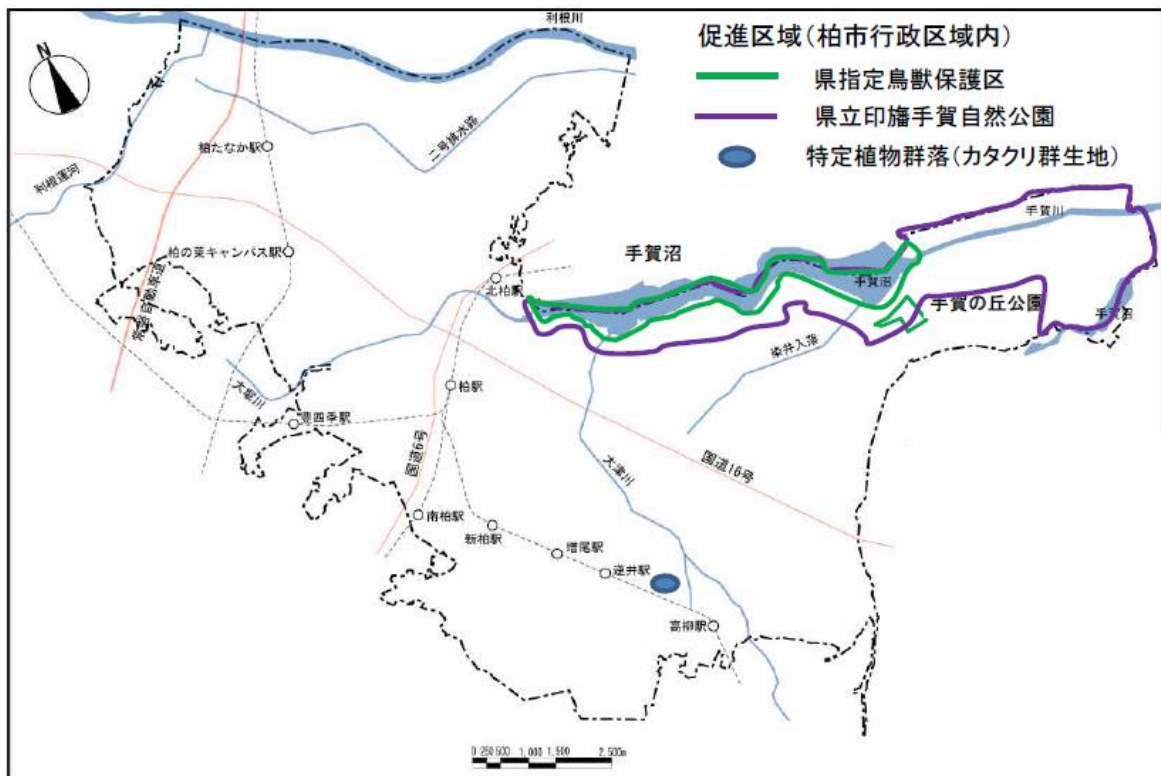 利根川
促進区域（柏市行政区域内）
N
県指定鳥獣保護区
県立印旛手賀自然公園
特定植物群落（カタクリ群生地）
二号排水路
柏たなか駅
利根運河
手賀川
柏の葉キャンパス駅
手賀沼
常磐自動車道
北柏駅
手賀沼
手賀の丘公園
手賀沼
染井入落
柏駅
大堀川
豊四季駅
国道6号
国道16号
大津川
南柏駅
新柏駅
増尾駅
逆井駅
高柳駅
0 250 500 1,000 1,500 2,500m